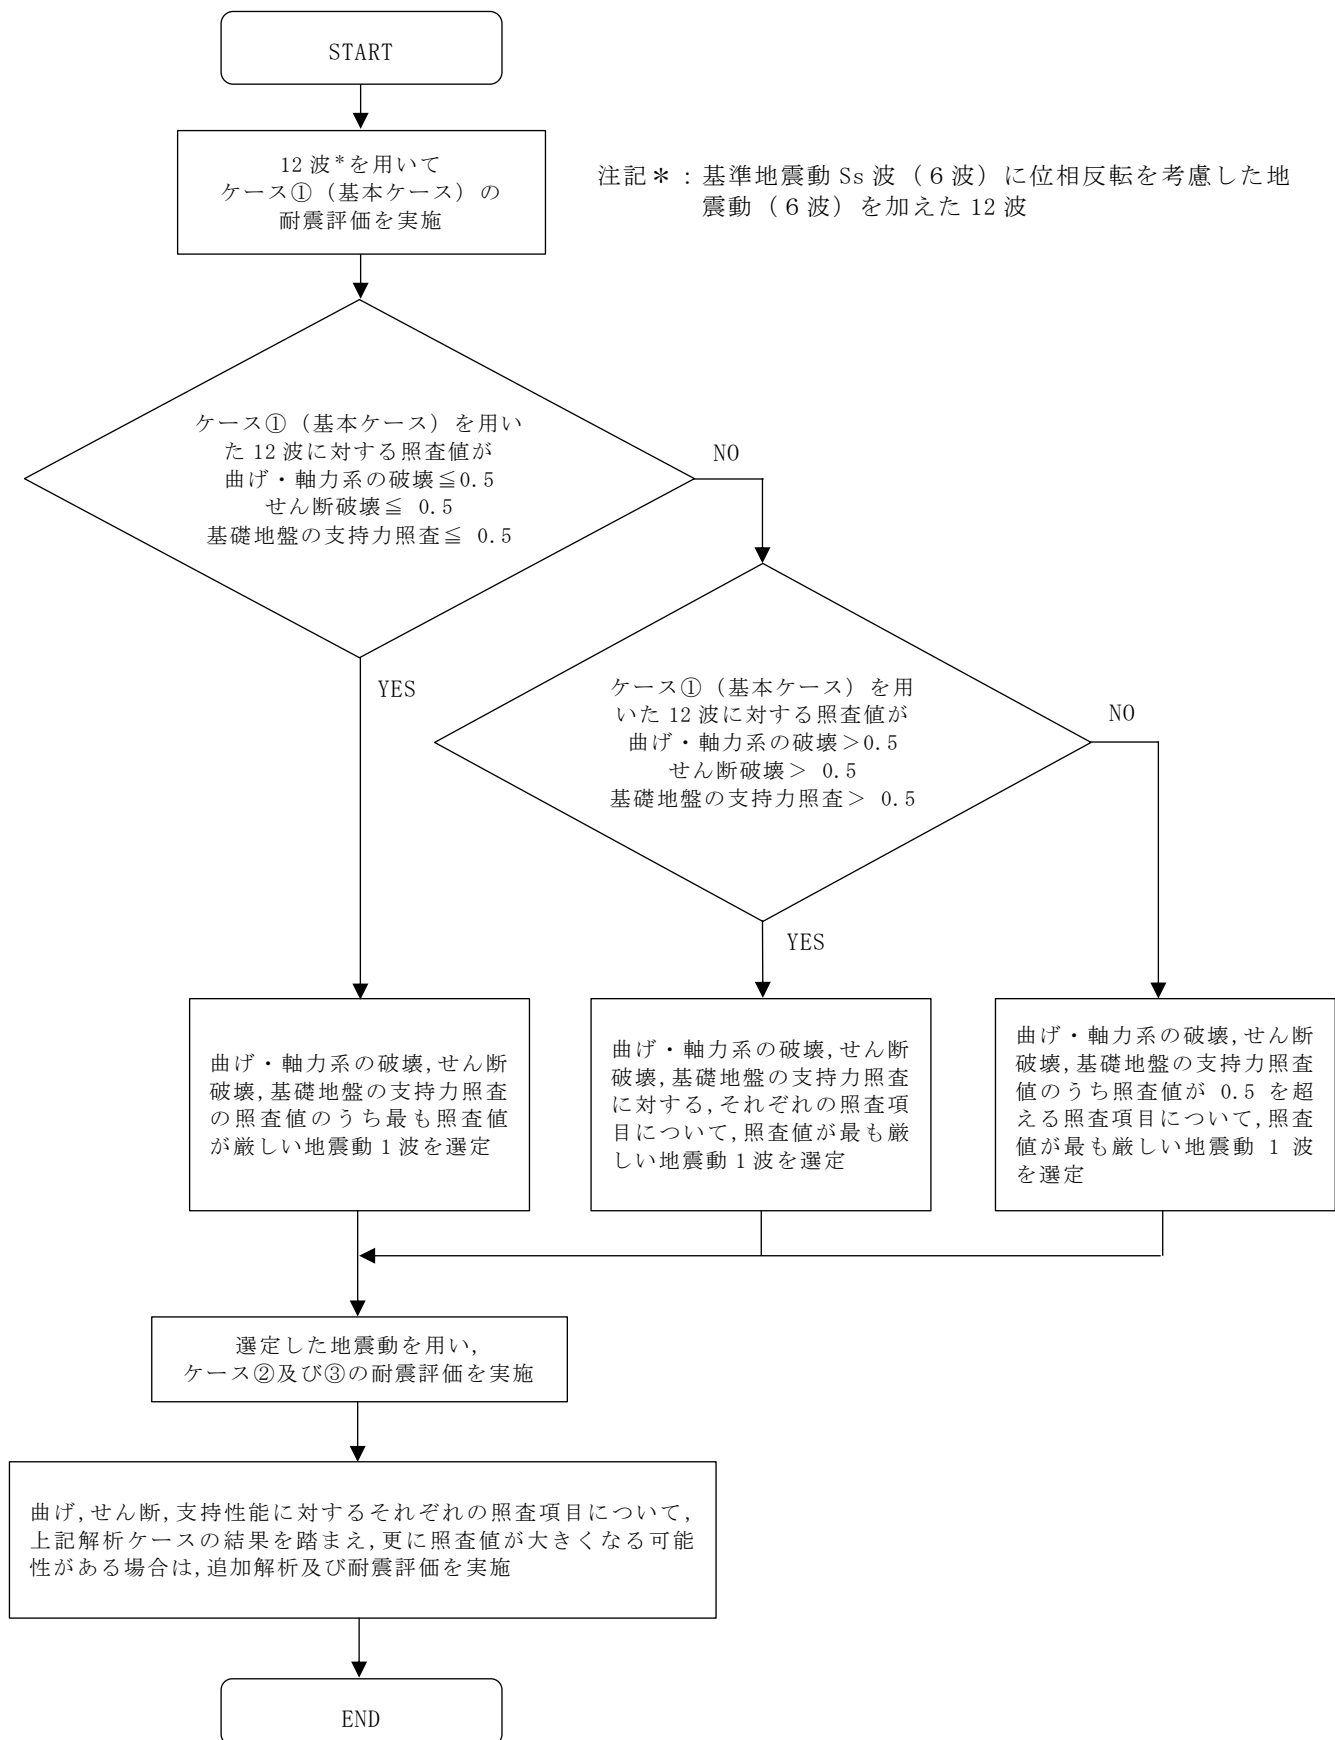 START
12 波*を用いて
ケース①（基本ケース）の
耐震評価を実施
注記＊：基準地震動 Ss 波（６波）に位相反転を考慮した地
震動（６波）を加えた 12 波
ケース①（基本ケース）を用い
た 12 波に対する照査値が
曲げ・軸力系の破壊≦0.5
せん断破壊≦ 0.5
基礎地盤の支持力照査≦ 0.5
NO
YES
ケース①（基本ケース）を用
いた 12 波に対する照査値が
曲げ・軸力系の破壊＞0.5
せん断破壊＞ 0.5
基礎地盤の支持力照査＞ 0.5
NO
YES
曲げ・軸力系の破壊,せん断
破壊,基礎地盤の支持力照査
の照査値のうち最も照査値
が厳しい地震動 1 波を選定
曲げ・軸力系の破壊,せん断
破壊,基礎地盤の支持力照査
に対する,それぞれの照査項
目について,照査値が最も厳
しい地震動 1 波を選定
曲げ・軸力系の破壊,せん断
破壊,基礎地盤の支持力照査
値のうち照査値が 0.5 を超
える照査項目について,照査
値が最も厳しい地震動 1 波
を選定
選定した地震動を用い,
ケース②及び③の耐震評価を実施
曲げ,せん断,支持性能に対するそれぞれの照査項目について,
上記解析ケースの結果を踏まえ,更に照査値が大きくなる可能
性がある場合は,追加解析及び耐震評価を実施
END